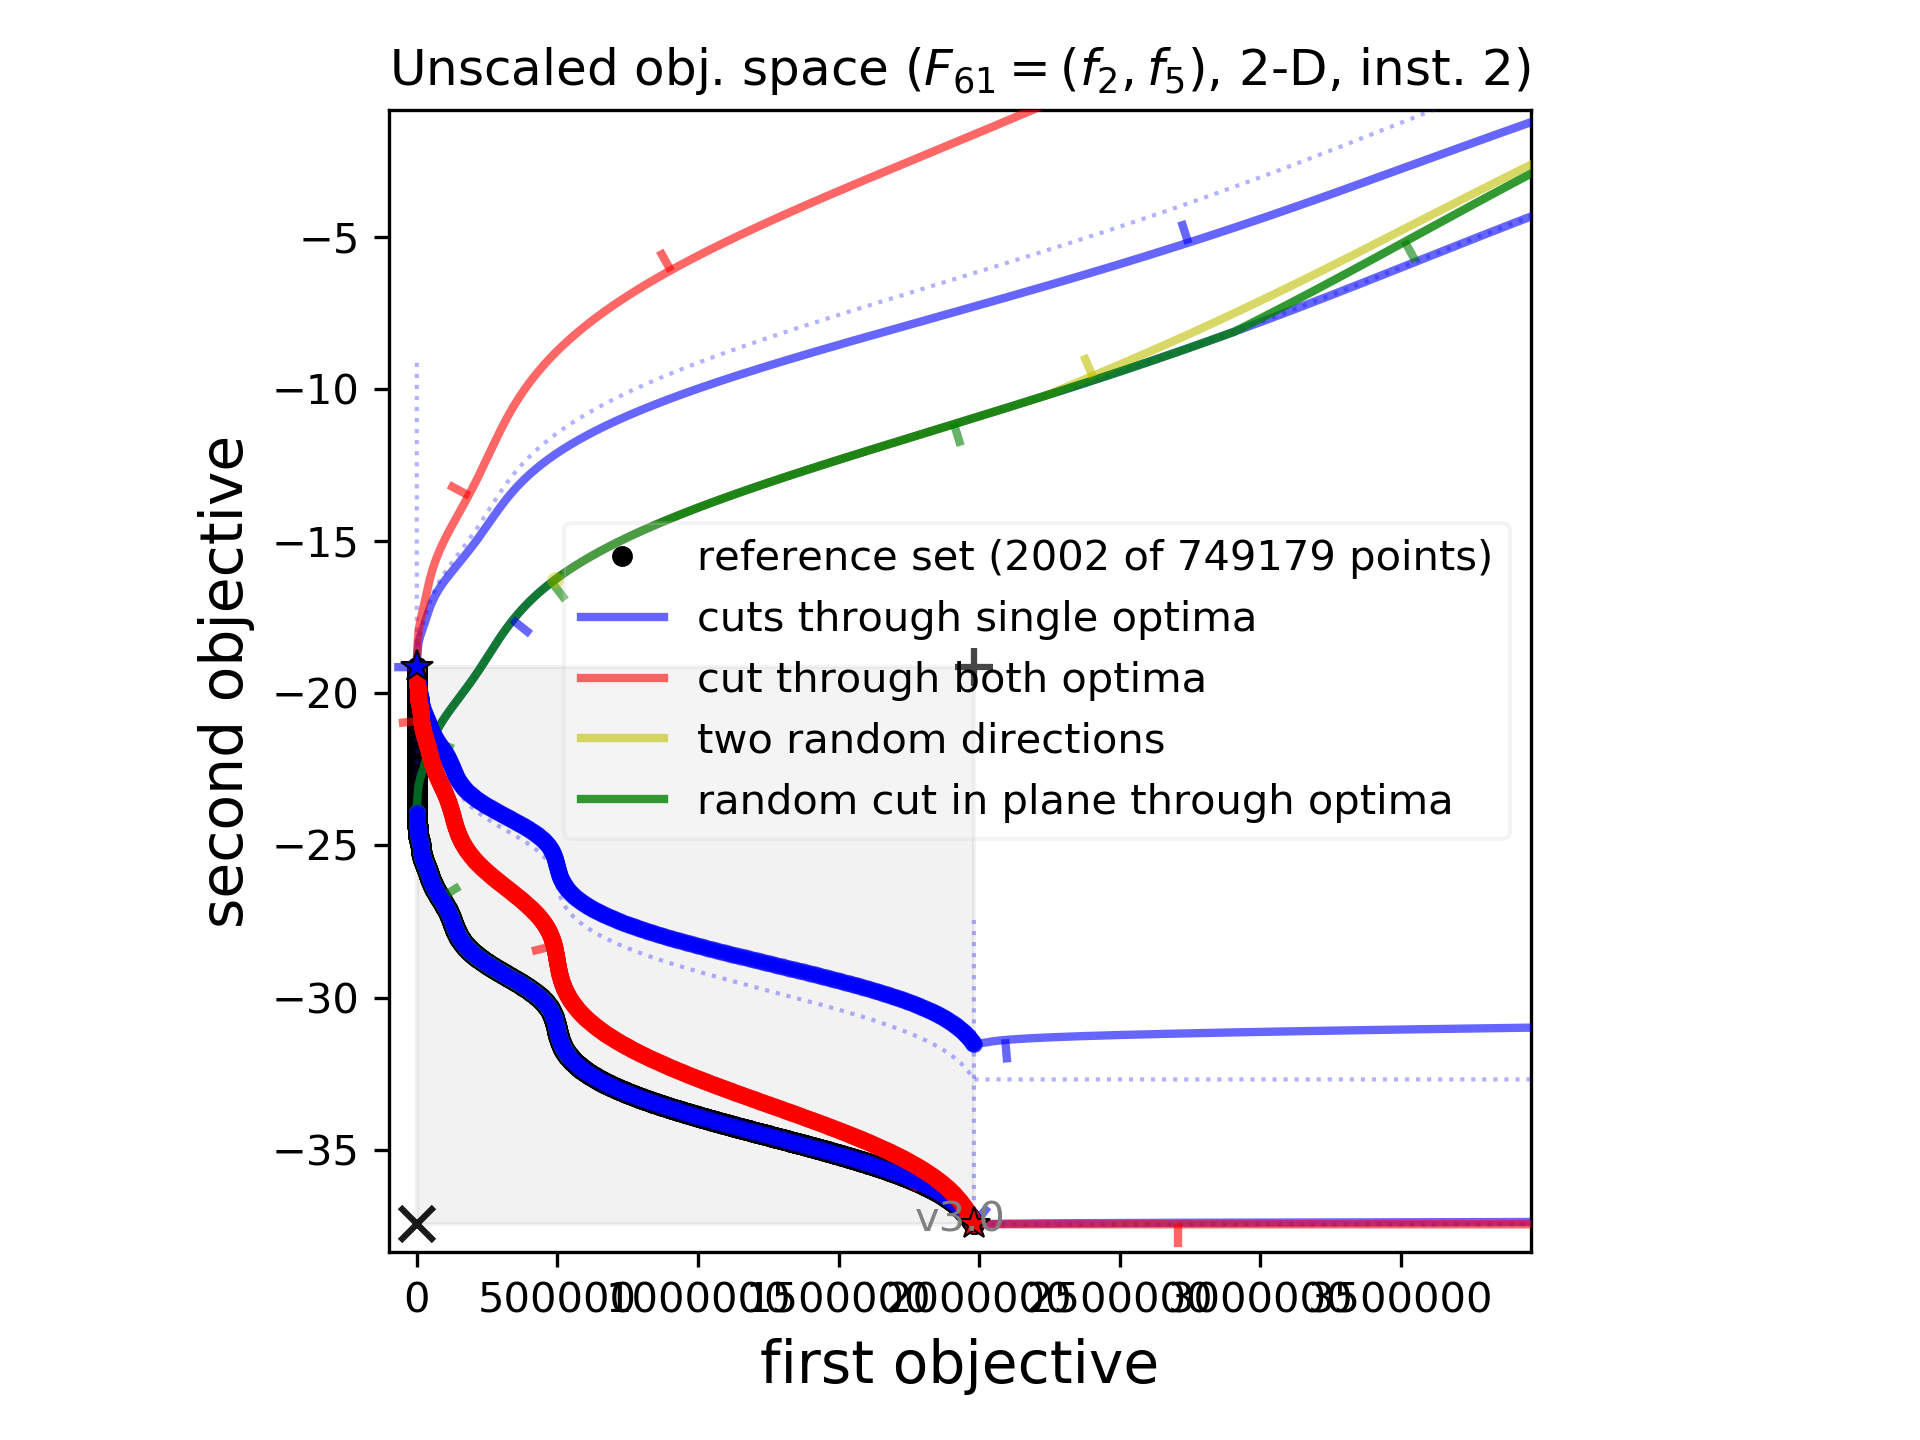 Unscaled obj. space (F₆₁ = (f₂, f₅), 2-D, inst. 2)
second objective
−5
−10
−15
−20
−25
−30
−35
reference set (2002 of 749179 points)
cuts through single optima
cut through both optima
two random directions
random cut in plane through optima
v3.0
0 500000 1000000 1500000 2000000 2500000 3000000 3500000
first objective